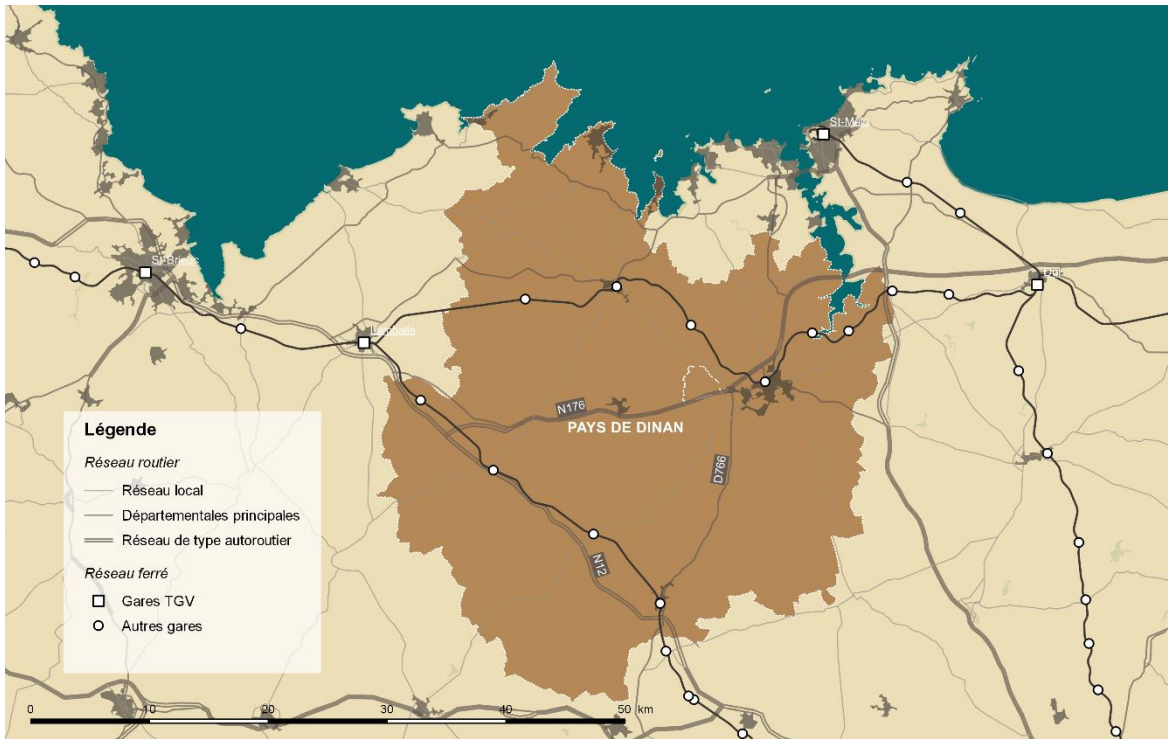 St-Malo
St-Brieuc
Dol
Lamballe
N176
PAYS DE DINAN
D766
N12
Légende
Réseau routier
Réseau local
Départementales principales
Réseau de type autoroutier
Réseau ferré
Gares TGV
Autres gares
0 10 20 30 40 50 km